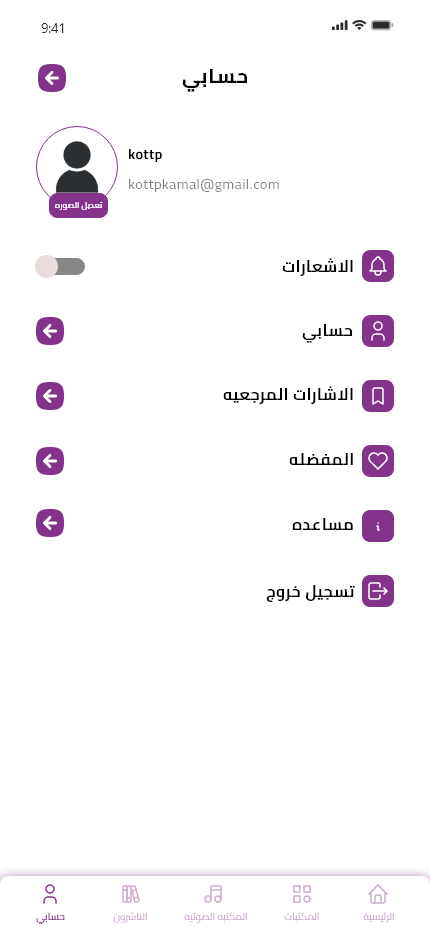 9:41
حسابي
kottp
kottpkamal@gmail.com
تعديل الصوره
الاشعارات
حسابي
الاشارات المرجعيه
المفضله
مساعده
تسجيل خروج
الرئيسية
المكتبات
المكتبه الصوتيه
الناشرون
حسابي